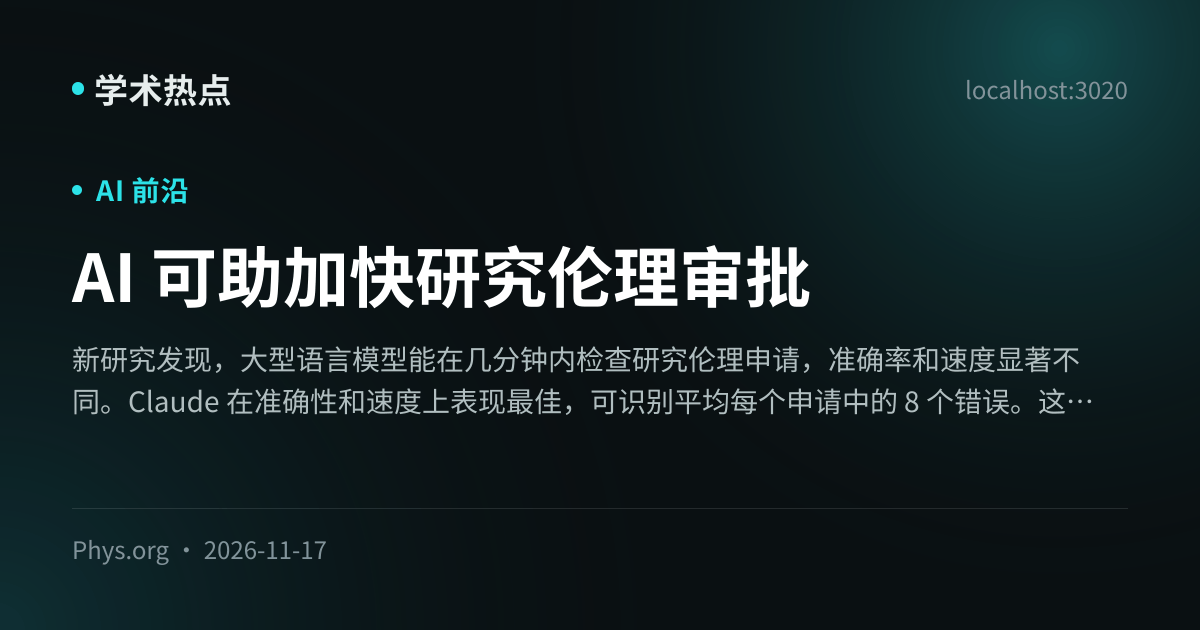 学术热点
localhost:3020
AI 前沿
AI 可助加快研究伦理审批
新研究发现，大型语言模型能在几分钟内检查研究伦理申请，准确率和速度显著不
同。Claude 在准确性和速度上表现最佳，可识别平均每个申请中的 8 个错误。这…
Phys.org · 2026-11-17